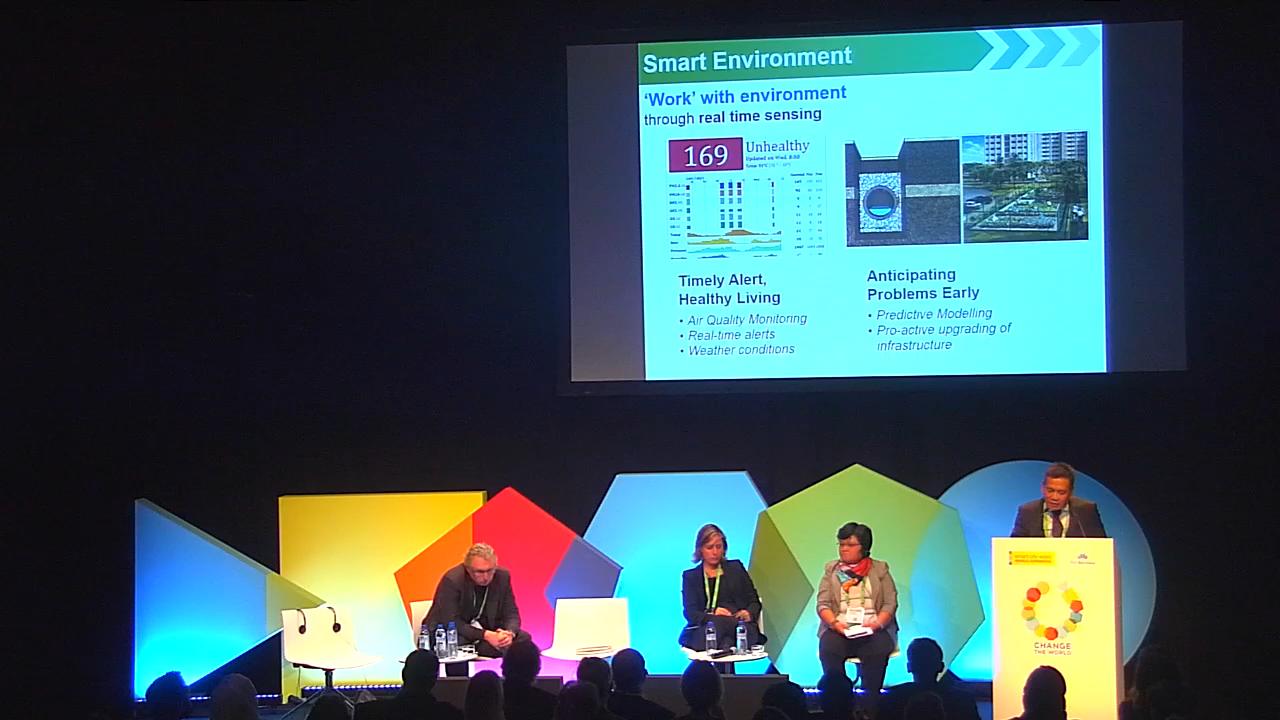 Smart Environment
'Work' with environment
through real time sensing
169
Unhealthy
Timely Alert,
Healthy Living
• Air Quality Monitoring
• Real-time alerts
• Weather conditions
Anticipating
Problems Early
• Predictive Modelling
• Pro-active upgrading of
infrastructure
CHANGE
THE WORLD